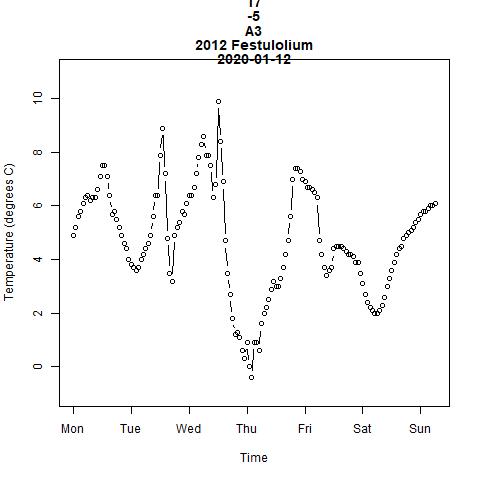 17
-5
A3
2012 Festulolium
2020-01-12
Temperature (degrees C)
10
8
6
4
2
0
Mon Tue Wed Thu Fri Sat Sun
Time